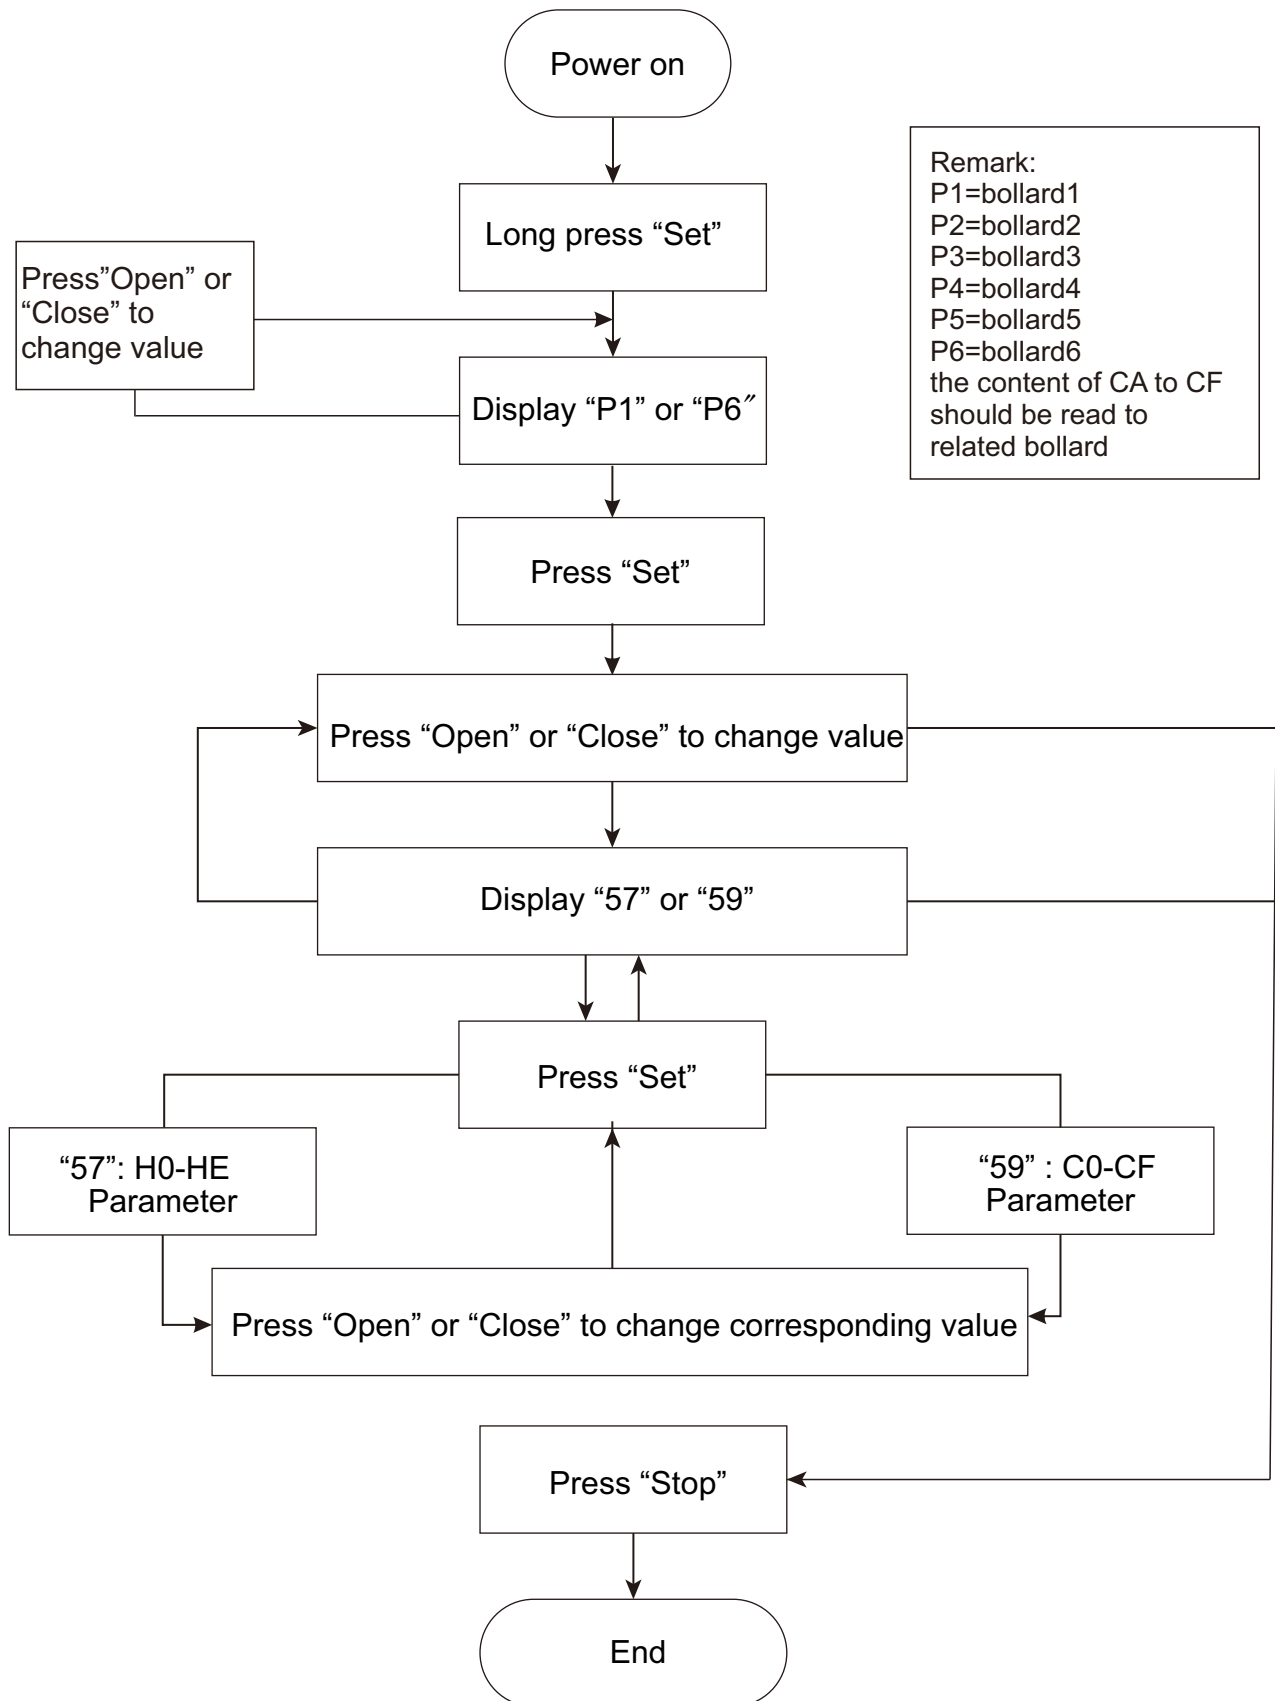 Power on
Remark:
P1=bollard1
P2=bollard2
P3=bollard3
P4=bollard4
P5=bollard5
P6=bollard6
the content of CA to CF
should be read to
related bollard
Long press “Set”
Press”Open” or
“Close” to
change value
Display “P1” or “P6″
Press “Set”
Press “Open” or “Close” to change value
Display “57” or “59”
Press “Set”
“57”: H0-HE
Parameter
“59” : C0-CF
Parameter
Press “Open” or “Close” to change corresponding value
Press “Stop”
End